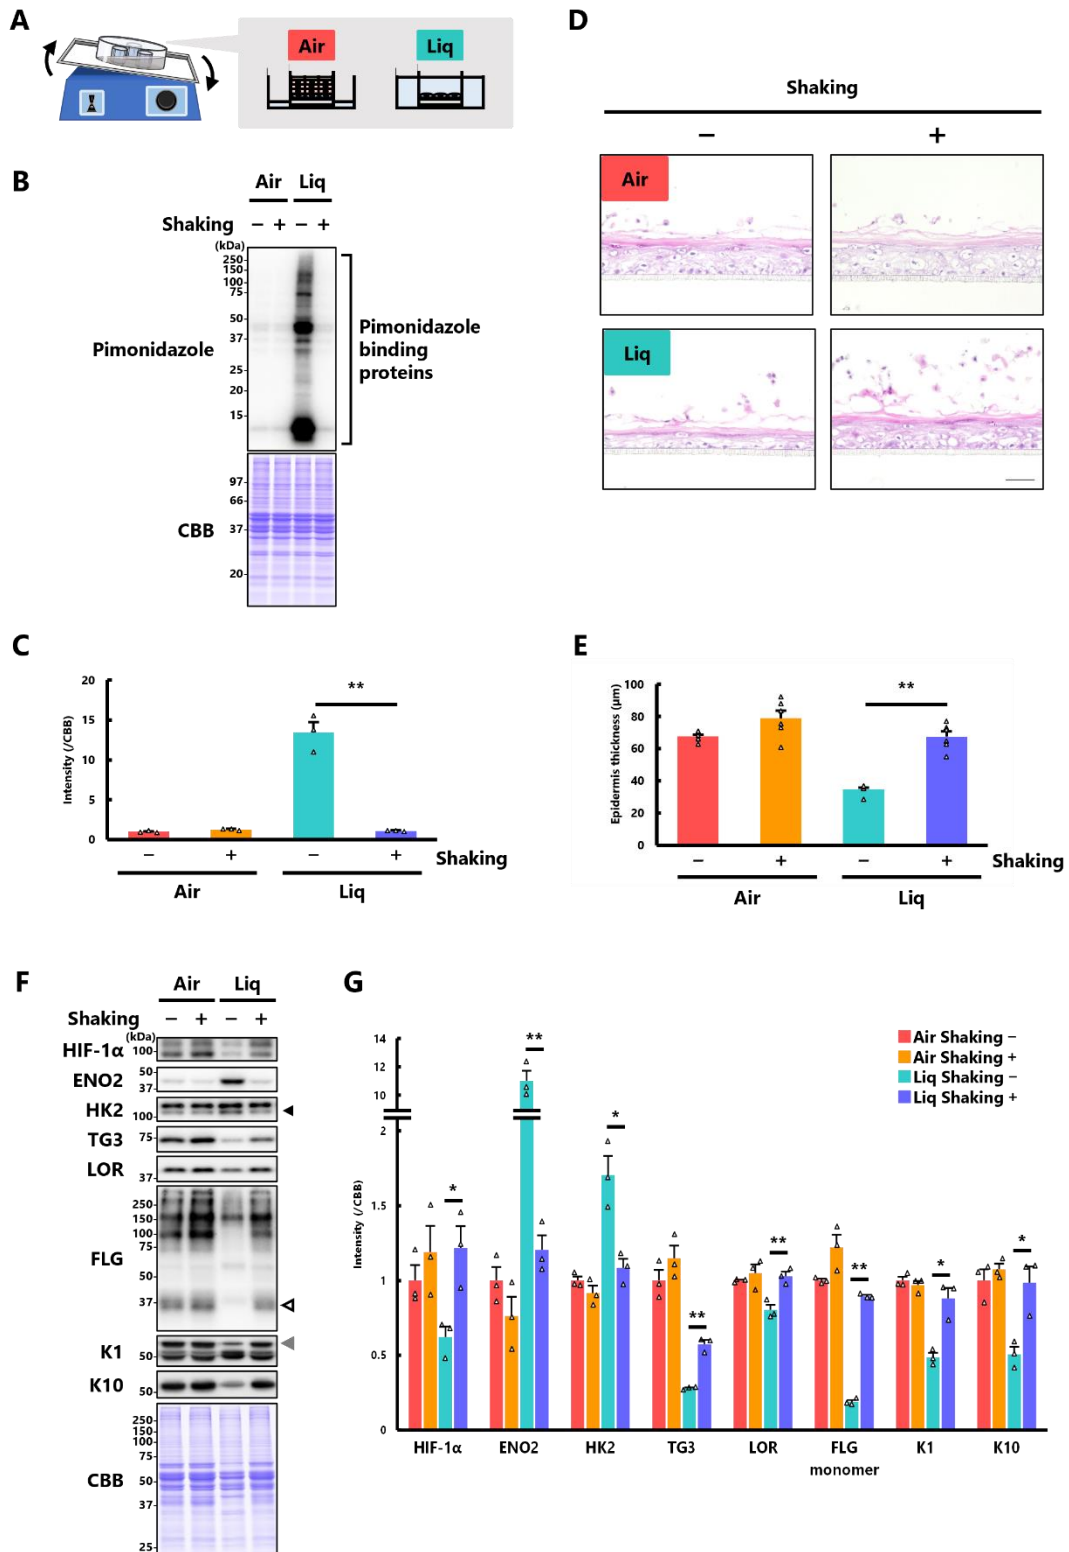 A
Air
Liq
B
Air Liq
Shaking − + − +
(kDa)
250
150
100
75
50
37
25
20
15
Pimonidazole
Pimonidazole
binding
proteins
97
66
37
20
CBB
C
Intensity (/CBB)
20
15
10
5
0
**
− + − + Shaking
Air Liq
D
Shaking
− +
Air
Liq
E
Epidermis thickness (μm)
100
80
60
40
20
0
**
− + − + Shaking
Air Liq
F
Air Liq
Shaking − + − +
(kDa)
HIF-1α 100
ENO2 50
37
HK2 100
TG3 75
LOR 37
FLG
250
150
100
75
50
37
K1 50
K10 50
CBB
250
150
100
75
50
37
25
G
Intensity (/CBB)
14
12
10
2
1.5
1
0.5
0
* ** * ** ** ** * *
Air Shaking −
Air Shaking +
Liq Shaking −
Liq Shaking +
HIF-1α ENO2 HK2 TG3 LOR FLG K1 K10
monomer